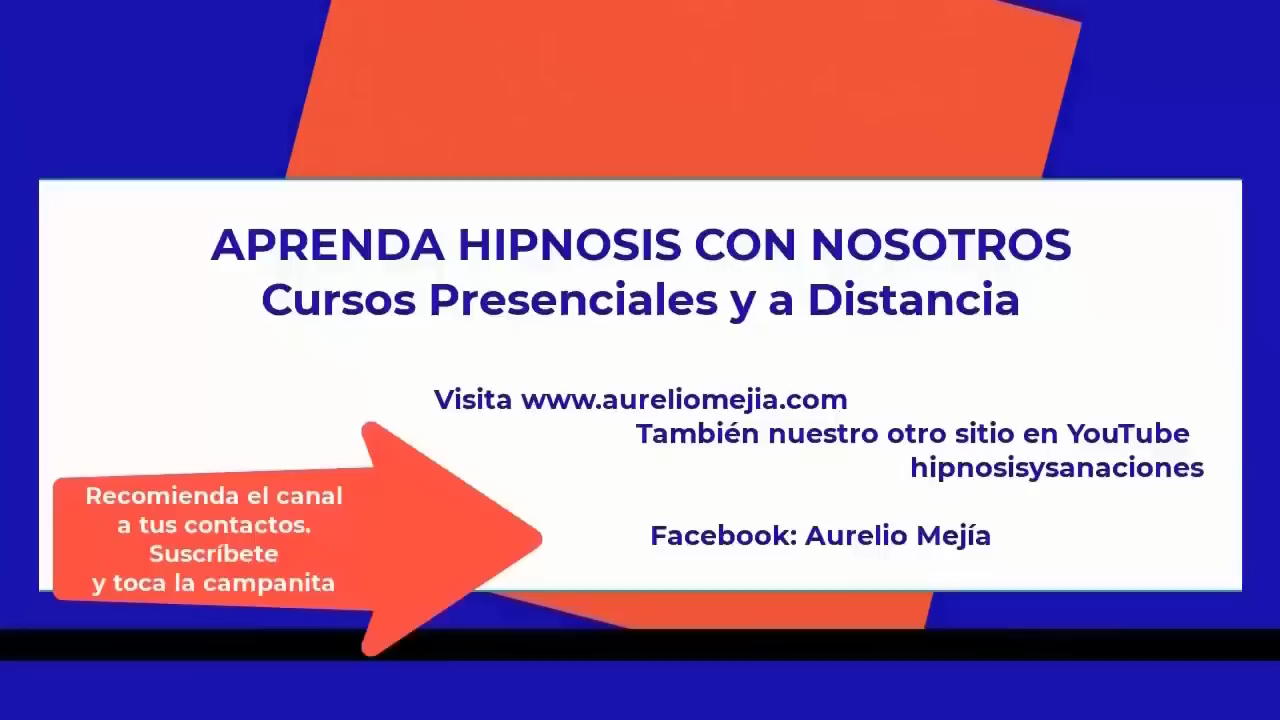 APRENDA HIPNOSIS CON NOSOTROS
Cursos Presenciales y a Distancia
Visita www.aureliomejia.com
También nuestro otro sitio en YouTube
hipnosisysanaciones
Facebook: Aurelio Mejía
Recomienda el canal
a tus contactos.
Suscríbete
y toca la campanita